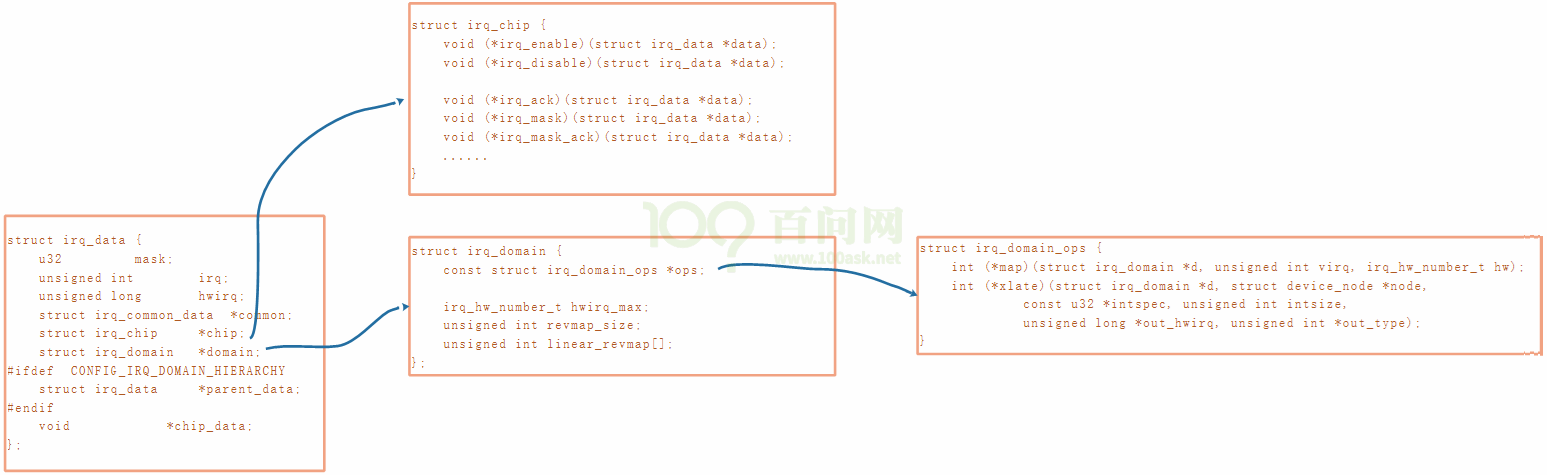 struct irq_chip {
void (*irq_enable)(struct irq_data *data);
void (*irq_disable)(struct irq_data *data);
void (*irq_ack)(struct irq_data *data);
void (*irq_mask)(struct irq_data *data);
void (*irq_mask_ack)(struct irq_data *data);
......
}
struct irq_data {
u32 mask;
unsigned int irq;
unsigned long hwirq;
struct irq_common_data *common;
struct irq_chip *chip;
struct irq_domain *domain;
#ifdef CONFIG_IRQ_DOMAIN_HIERARCHY
struct irq_data *parent_data;
#endif
void *chip_data;
};
100 百问网
www.100ask.net
struct irq_domain {
const struct irq_domain_ops *ops;
irq_hw_number_t hwirq_max;
unsigned int revmap_size;
unsigned int linear_revmap[];
};
struct irq_domain_ops {
int (*map)(struct irq_domain *d, unsigned int virq, irq_hw_number_t hw);
int (*xlate)(struct irq_domain *d, struct device_node *node,
const u32 *intspec, unsigned int intsize,
unsigned long *out_hwirq, unsigned int *out_type);
}